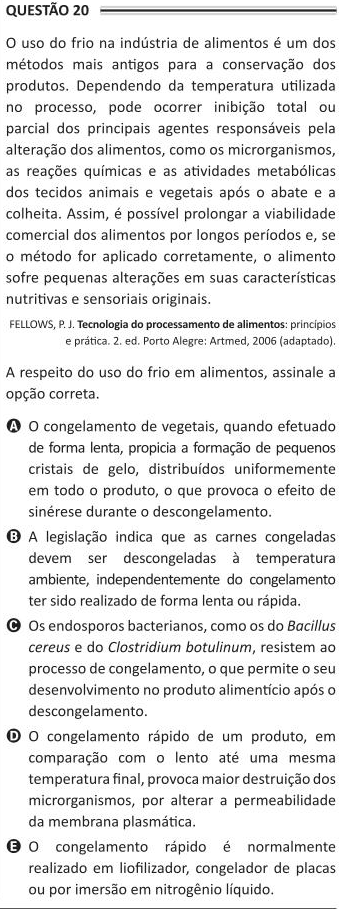 QUESTÃO 20
O uso do frio na indústria de alimentos é um dos
métodos mais antigos para a conservação dos
produtos. Dependendo da temperatura utilizada
no processo, pode ocorrer inibição total ou
parcial dos principais agentes responsáveis pela
alteração dos alimentos, como os microrganismos,
as reações químicas e as atividades metabólicas
dos tecidos animais e vegetais após o abate e a
colheita. Assim, é possível prolongar a viabilidade
comercial dos alimentos por longos períodos e, se
o método for aplicado corretamente, o alimento
sofre pequenas alterações em suas características
nutritivas e sensoriais originais.
FELLOWS, P. J. Tecnologia do processamento de alimentos: princípios
e prática. 2. ed. Porto Alegre: Artmed, 2006 (adaptado).
A respeito do uso do frio em alimentos, assinale a
opção correta.
A O congelamento de vegetais, quando efetuado
de forma lenta, propicia a formação de pequenos
cristais de gelo, distribuídos uniformemente
em todo o produto, o que provoca o efeito de
sinérese durante o descongelamento.
B A legislação indica que as carnes congeladas
devem ser descongeladas à temperatura
ambiente, independentemente do congelamento
ter sido realizado de forma lenta ou rápida.
C Os endosporos bacterianos, como os do Bacillus
cereus e do Clostridium botulinum, resistem ao
processo de congelamento, o que permite o seu
desenvolvimento no produto alimentício após o
descongelamento.
D O congelamento rápido de um produto, em
comparação com o lento até uma mesma
temperatura final, provoca maior destruição dos
microrganismos, por alterar a permeabilidade
da membrana plasmática.
E O congelamento rápido é normalmente
realizado em liofilizador, congelador de placas
ou por imersão em nitrogênio líquido.